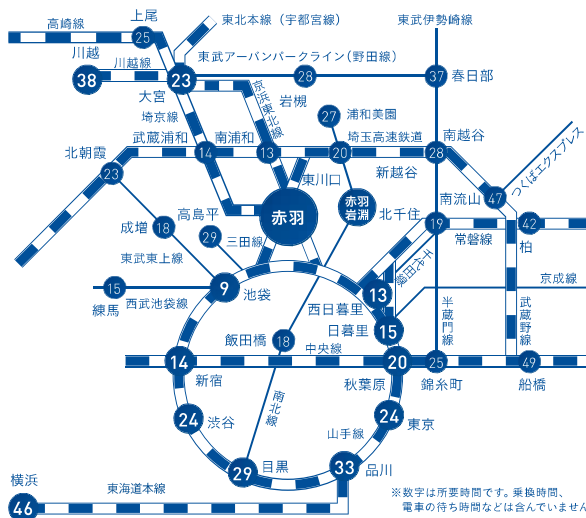 高崎線
上尾
25
東北本線(宇都宮線)
東武伊勢崎線
川越
38
川越線
23
大宮
東武アーバンパークライン(野田線)
28
岩槻
37
春日部
京浜東北線
埼京線
27
浦和美園
武蔵浦和
14
南浦和
13
東川口
20
埼玉高速鉄道
新越谷
28
南越谷
つくばエクスプレス
北朝霞
23
南流山
47
赤羽
赤羽
岩淵
成増
18
高島平
29
三田線
東武東上線
北千住
19
常磐線
42
柏
千代田線
京成線
9
池袋
15
練馬
西武池袋線
西日暮里
13
日暮里
15
半蔵門線
武蔵野線
飯田橋
18
中央線
14
新宿
20
秋葉原
25
錦糸町
49
船橋
24
渋谷
南北線
24
東京
山手線
29
目黒
33
品川
横浜
46
東海道本線
※数字は所要時間です。乗換時間、
電車の待ち時間などは含んでいません